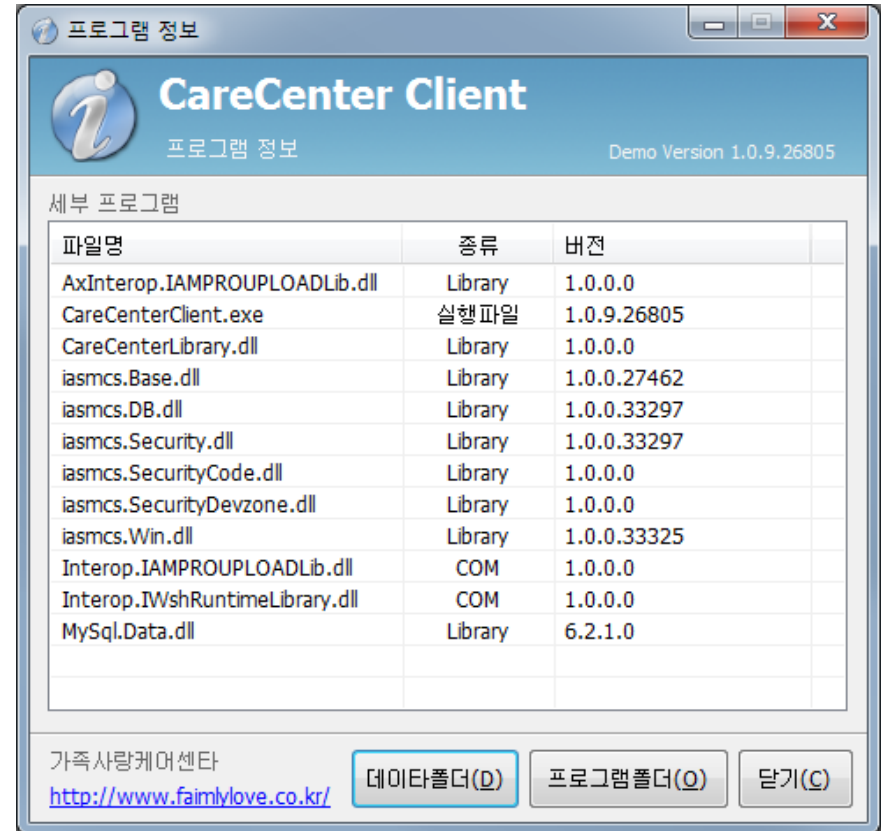 프로그램 정보
CareCenter Client
프로그램 정보
Demo Version 1.0.9.26805
세부 프로그램
파일명 종류 버전
AxInterop.IAMPROUPLOADLib.dll Library 1.0.0.0
CareCenterClient.exe 실행파일 1.0.9.26805
CareCenterLibrary.dll Library 1.0.0.0
iasmcs.Base.dll Library 1.0.0.27462
iasmcs.DB.dll Library 1.0.0.33297
iasmcs.Security.dll Library 1.0.0.33297
iasmcs.SecurityCode.dll Library 1.0.0.0
iasmcs.SecurityDevzone.dll Library 1.0.0.0
iasmcs.Win.dll Library 1.0.0.33325
Interop.IAMPROUPLOADLib.dll COM 1.0.0.0
Interop.IWshRuntimeLibrary.dll COM 1.0.0.0
MySql.Data.dll Library 6.2.1.0
가족사랑케어센타
http://www.faimlylove.co.kr/
데이타폴더(D) 프로그램폴더(O) 닫기(C)